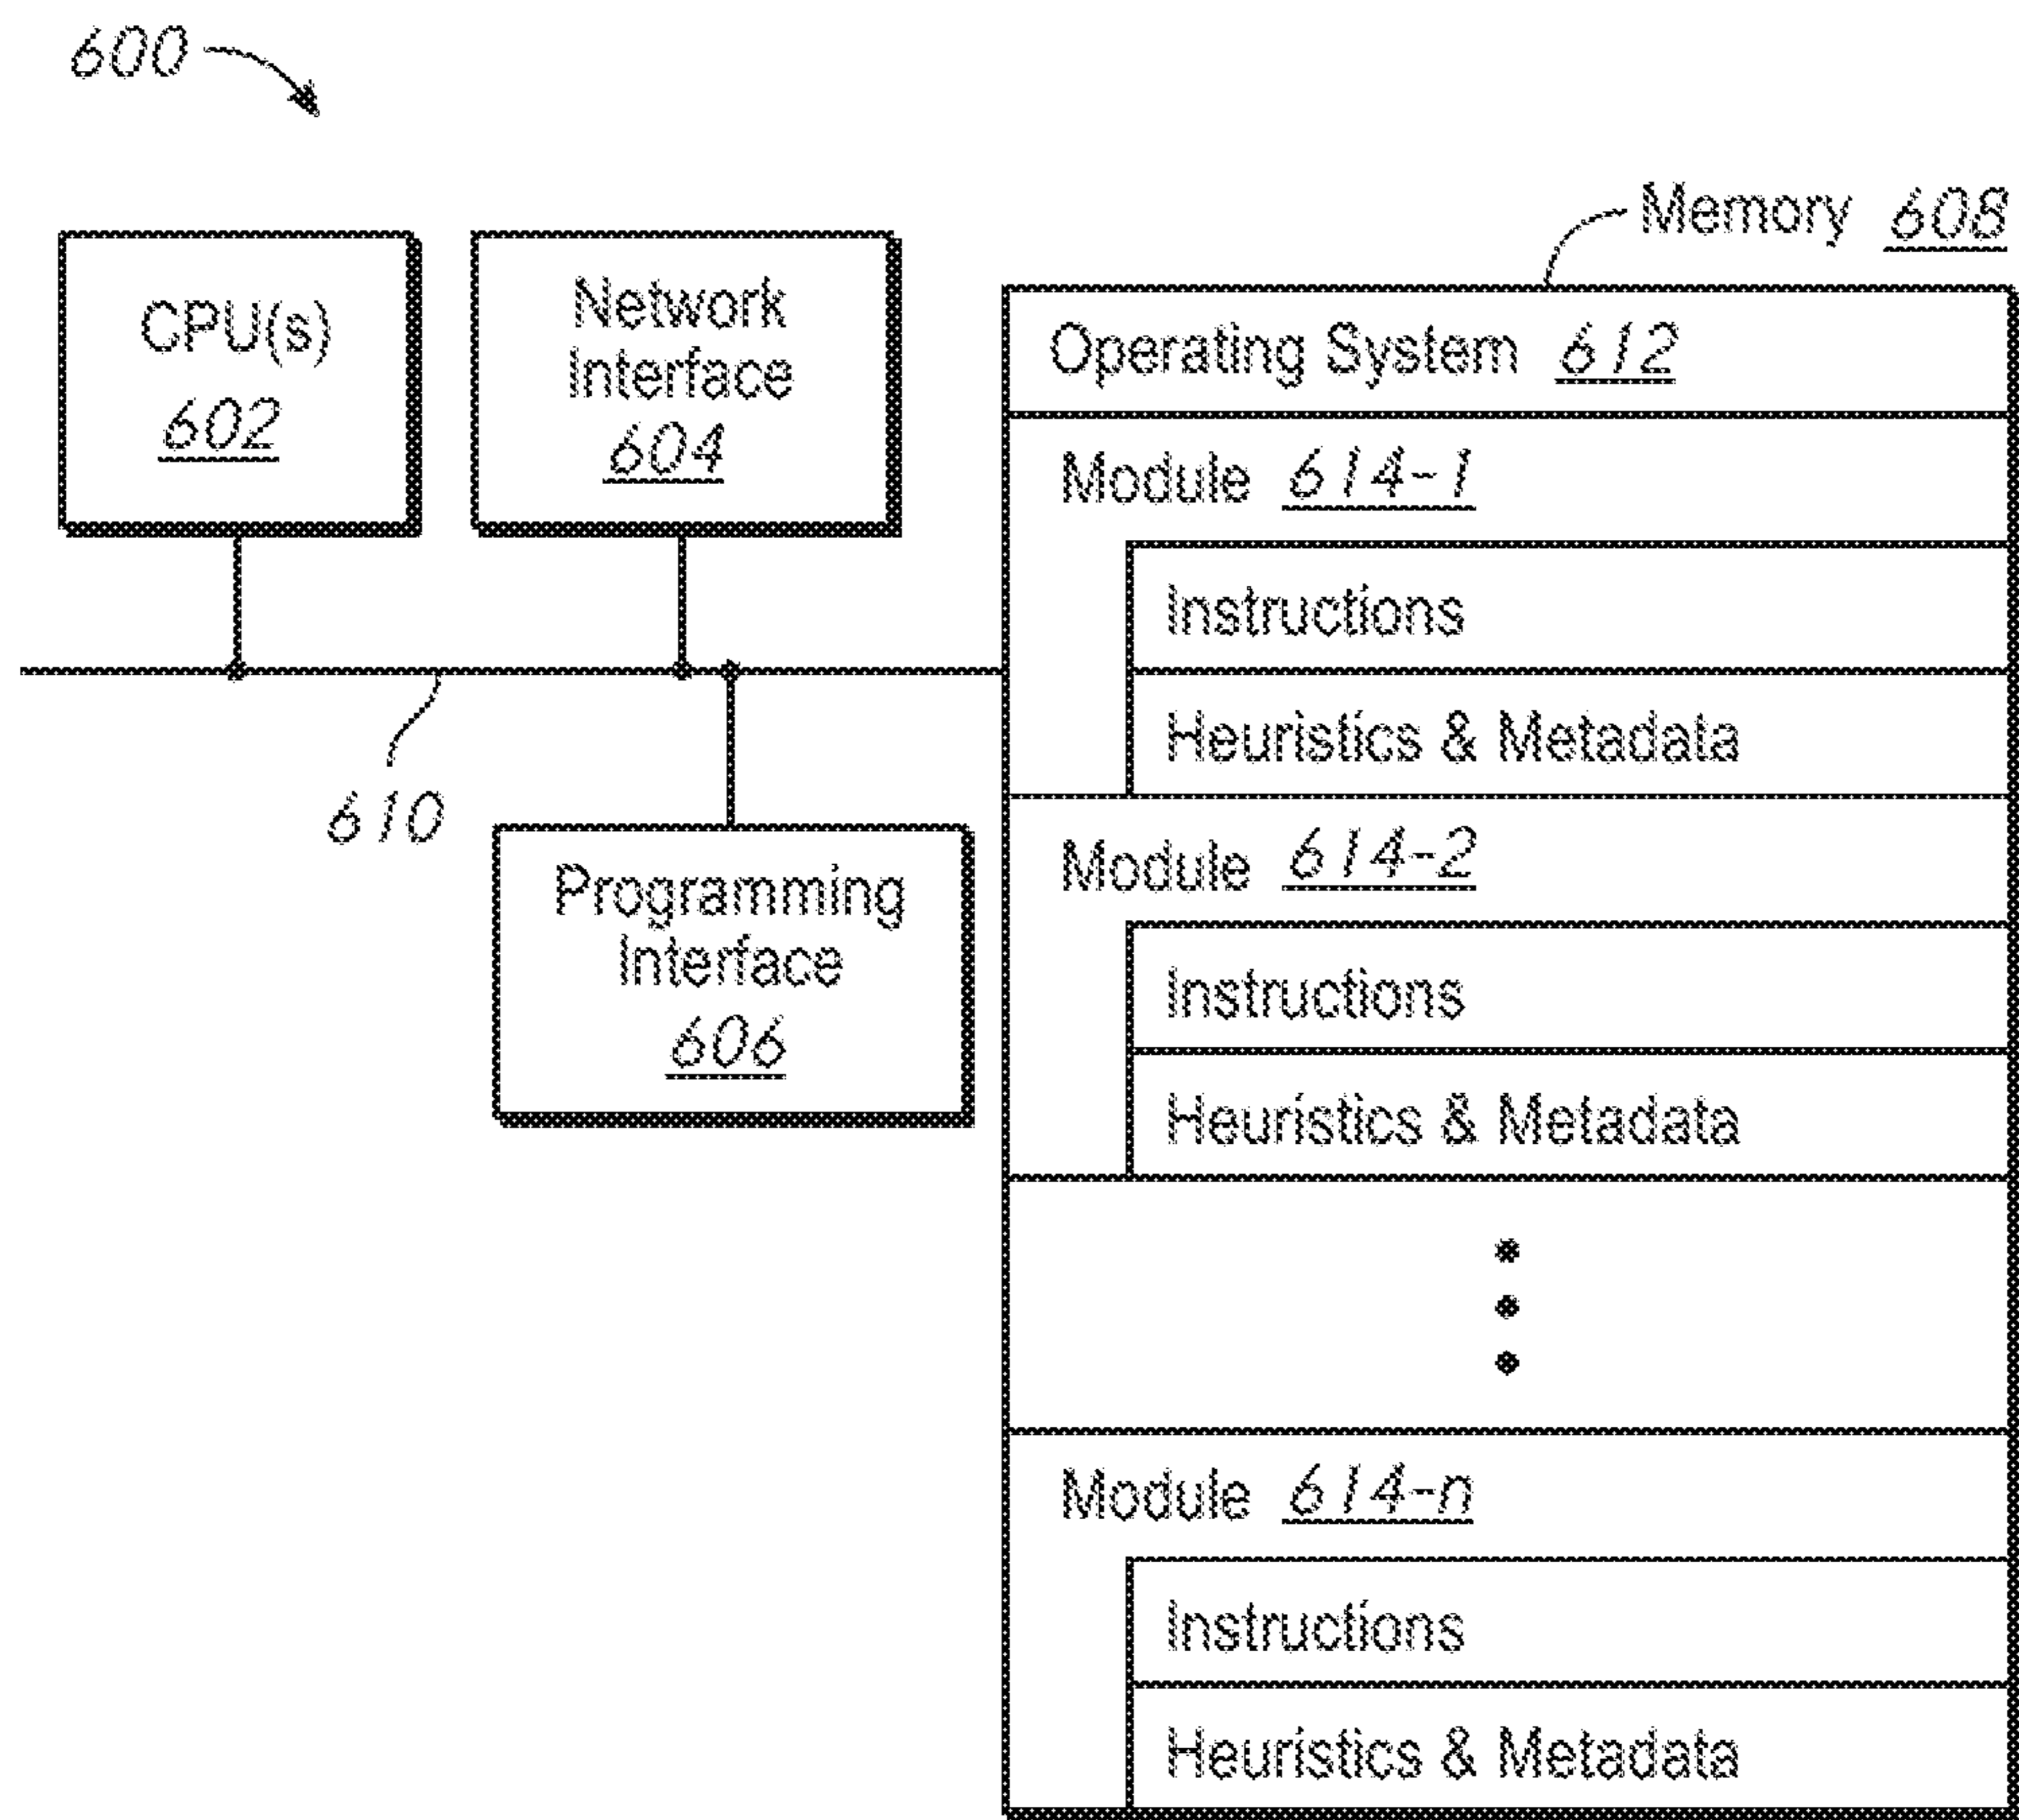 600
CPU(s)
602
Network
Interface
604
610
Programming
Interface
606
Memory 608
Operating System 612
Module 614-1
Instructions
Heuristics & Metadata
Module 614-2
Instructions
Heuristics & Metadata
Module 614-n
Instructions
Heuristics & Metadata